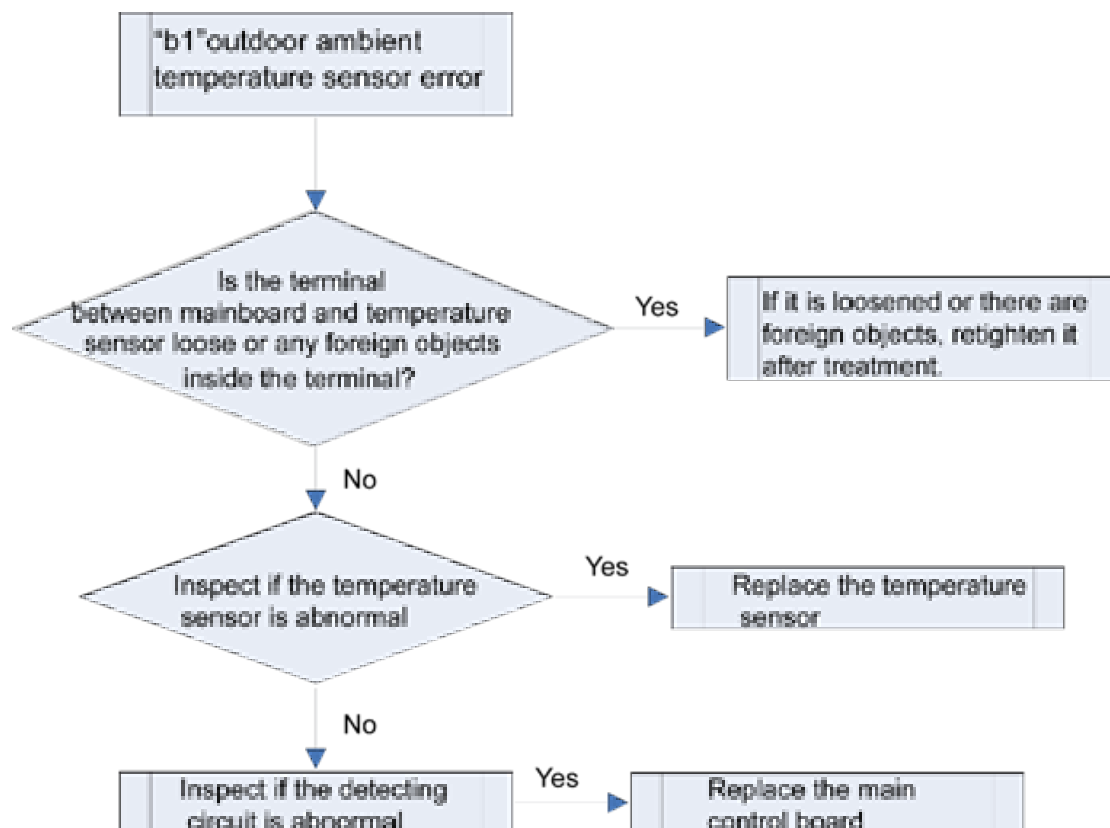 “b1”outdoor ambient
temperature sensor error
Is the terminal
between mainboard and temperature
sensor loose or any foreign objects
inside the terminal?
Yes
If it is loosened or there are
foreign objects, retighten it
after treatment.
No
Inspect if the temperature
sensor is abnormal
Yes
Replace the temperature
sensor
No
Inspect if the detecting
circuit is abnormal
Yes
Replace the main
control board